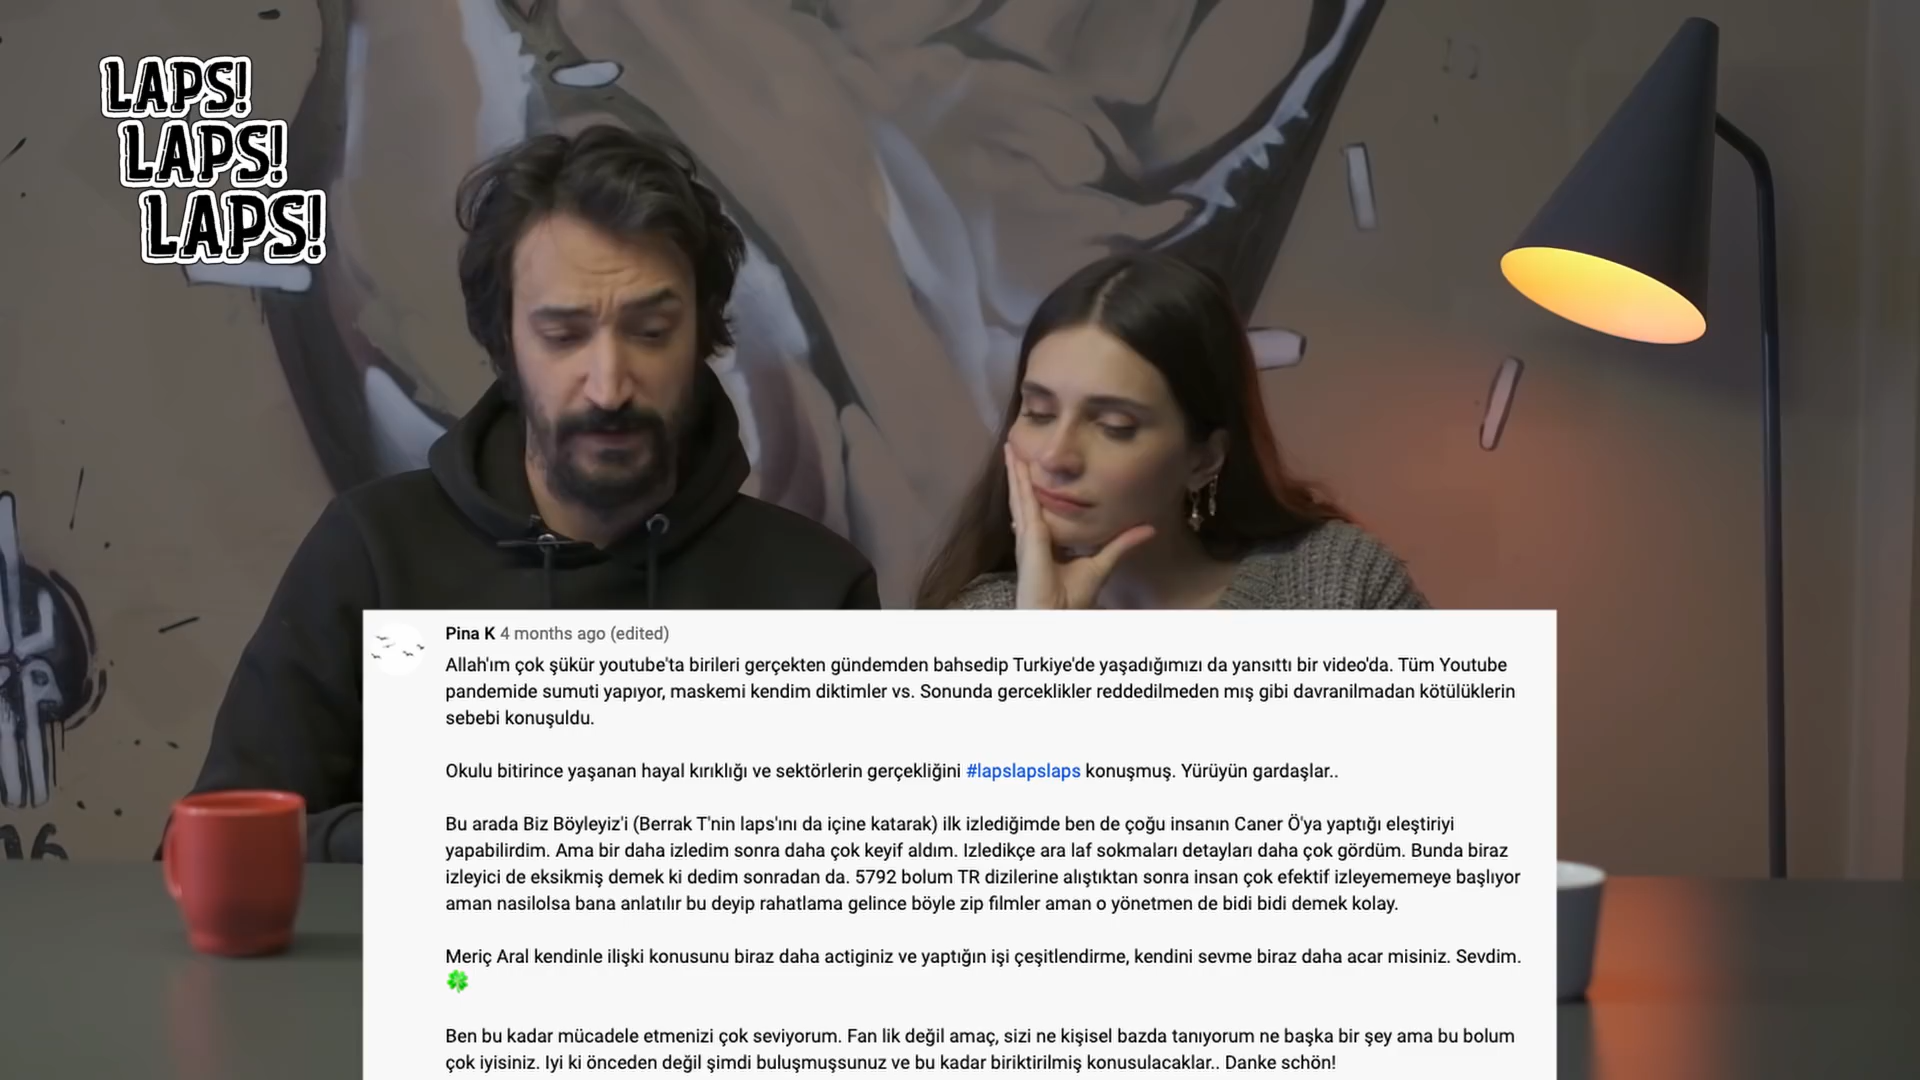 LAPS!
LAPS!
LAPS!
Pina K 4 months ago (edited)
Allah'ım çok şükür youtube'ta birileri gerçekten gündemden bahsedip Turkiye'de yaşadığımızı da yansıttı bir video'da. Tüm Youtube
pandemide sumuti yapıyor, maskemi kendim diktimler vs. Sonunda gerceklikler reddedilmeden mış gibi davranilmadan kötülüklerin
sebebi konuşuldu.
Okulu bitirince yaşanan hayal kırıklığı ve sektörlerin gerçekliğini #lapslapslaps konuşmuş. Yürüyün gardaşlar..
Bu arada Biz Böyleyiz'i (Berrak T'nin laps'ını da içine katarak) ilk izlediğimde ben de çoğu insanın Caner Ö'ya yaptığı eleştiriyi
yapabilirdim. Ama bir daha izledim sonra daha çok keyif aldım. Izledikçe ara laf sokmaları detayları daha çok gördüm. Bunda biraz
izleyici de eksikmiş demek ki dedim sonradan da. 5792 bolum TR dizilerine alıştıktan sonra insan çok efektif izleyememeye başlıyor
aman nasilolsa bana anlatılır bu deyip rahatlama gelince böyle zip filmler aman o yönetmen de bidi bidi demek kolay.
Meriç Aral kendinle ilişki konusunu biraz daha actiginiz ve yaptığın işi çeşitlendirme, kendini sevme biraz daha acar misiniz. Sevdim.
🍀
Ben bu kadar mücadele etmenizi çok seviyorum. Fan lik değil amaç, sizi ne kişisel bazda tanıyorum ne başka bir şey ama bu bolum
çok iyisiniz. Iyi ki önceden değil şimdi buluşmuşsunuz ve bu kadar biriktirilmiş konusulacaklar.. Danke schön!